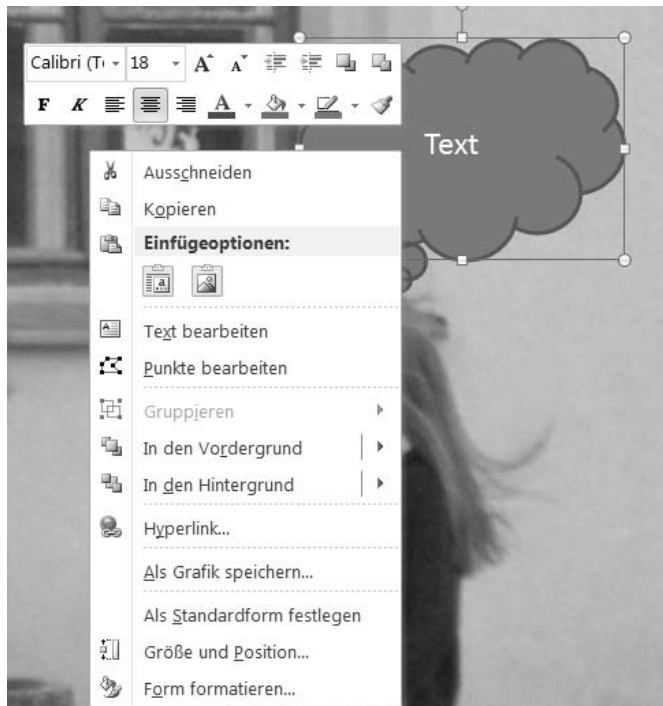 Calibri (T
18
A A
F K A
Text
Ausschneiden
Kopieren
Einfügeoptionen:
a
Text bearbeiten
Punkte bearbeiten
Gruppieren
In den Vordergrund
In den Hintergrund
Hyperlink...
Als Grafik speichern...
Als Standardform festlegen
Größe und Position...
Form formatieren...